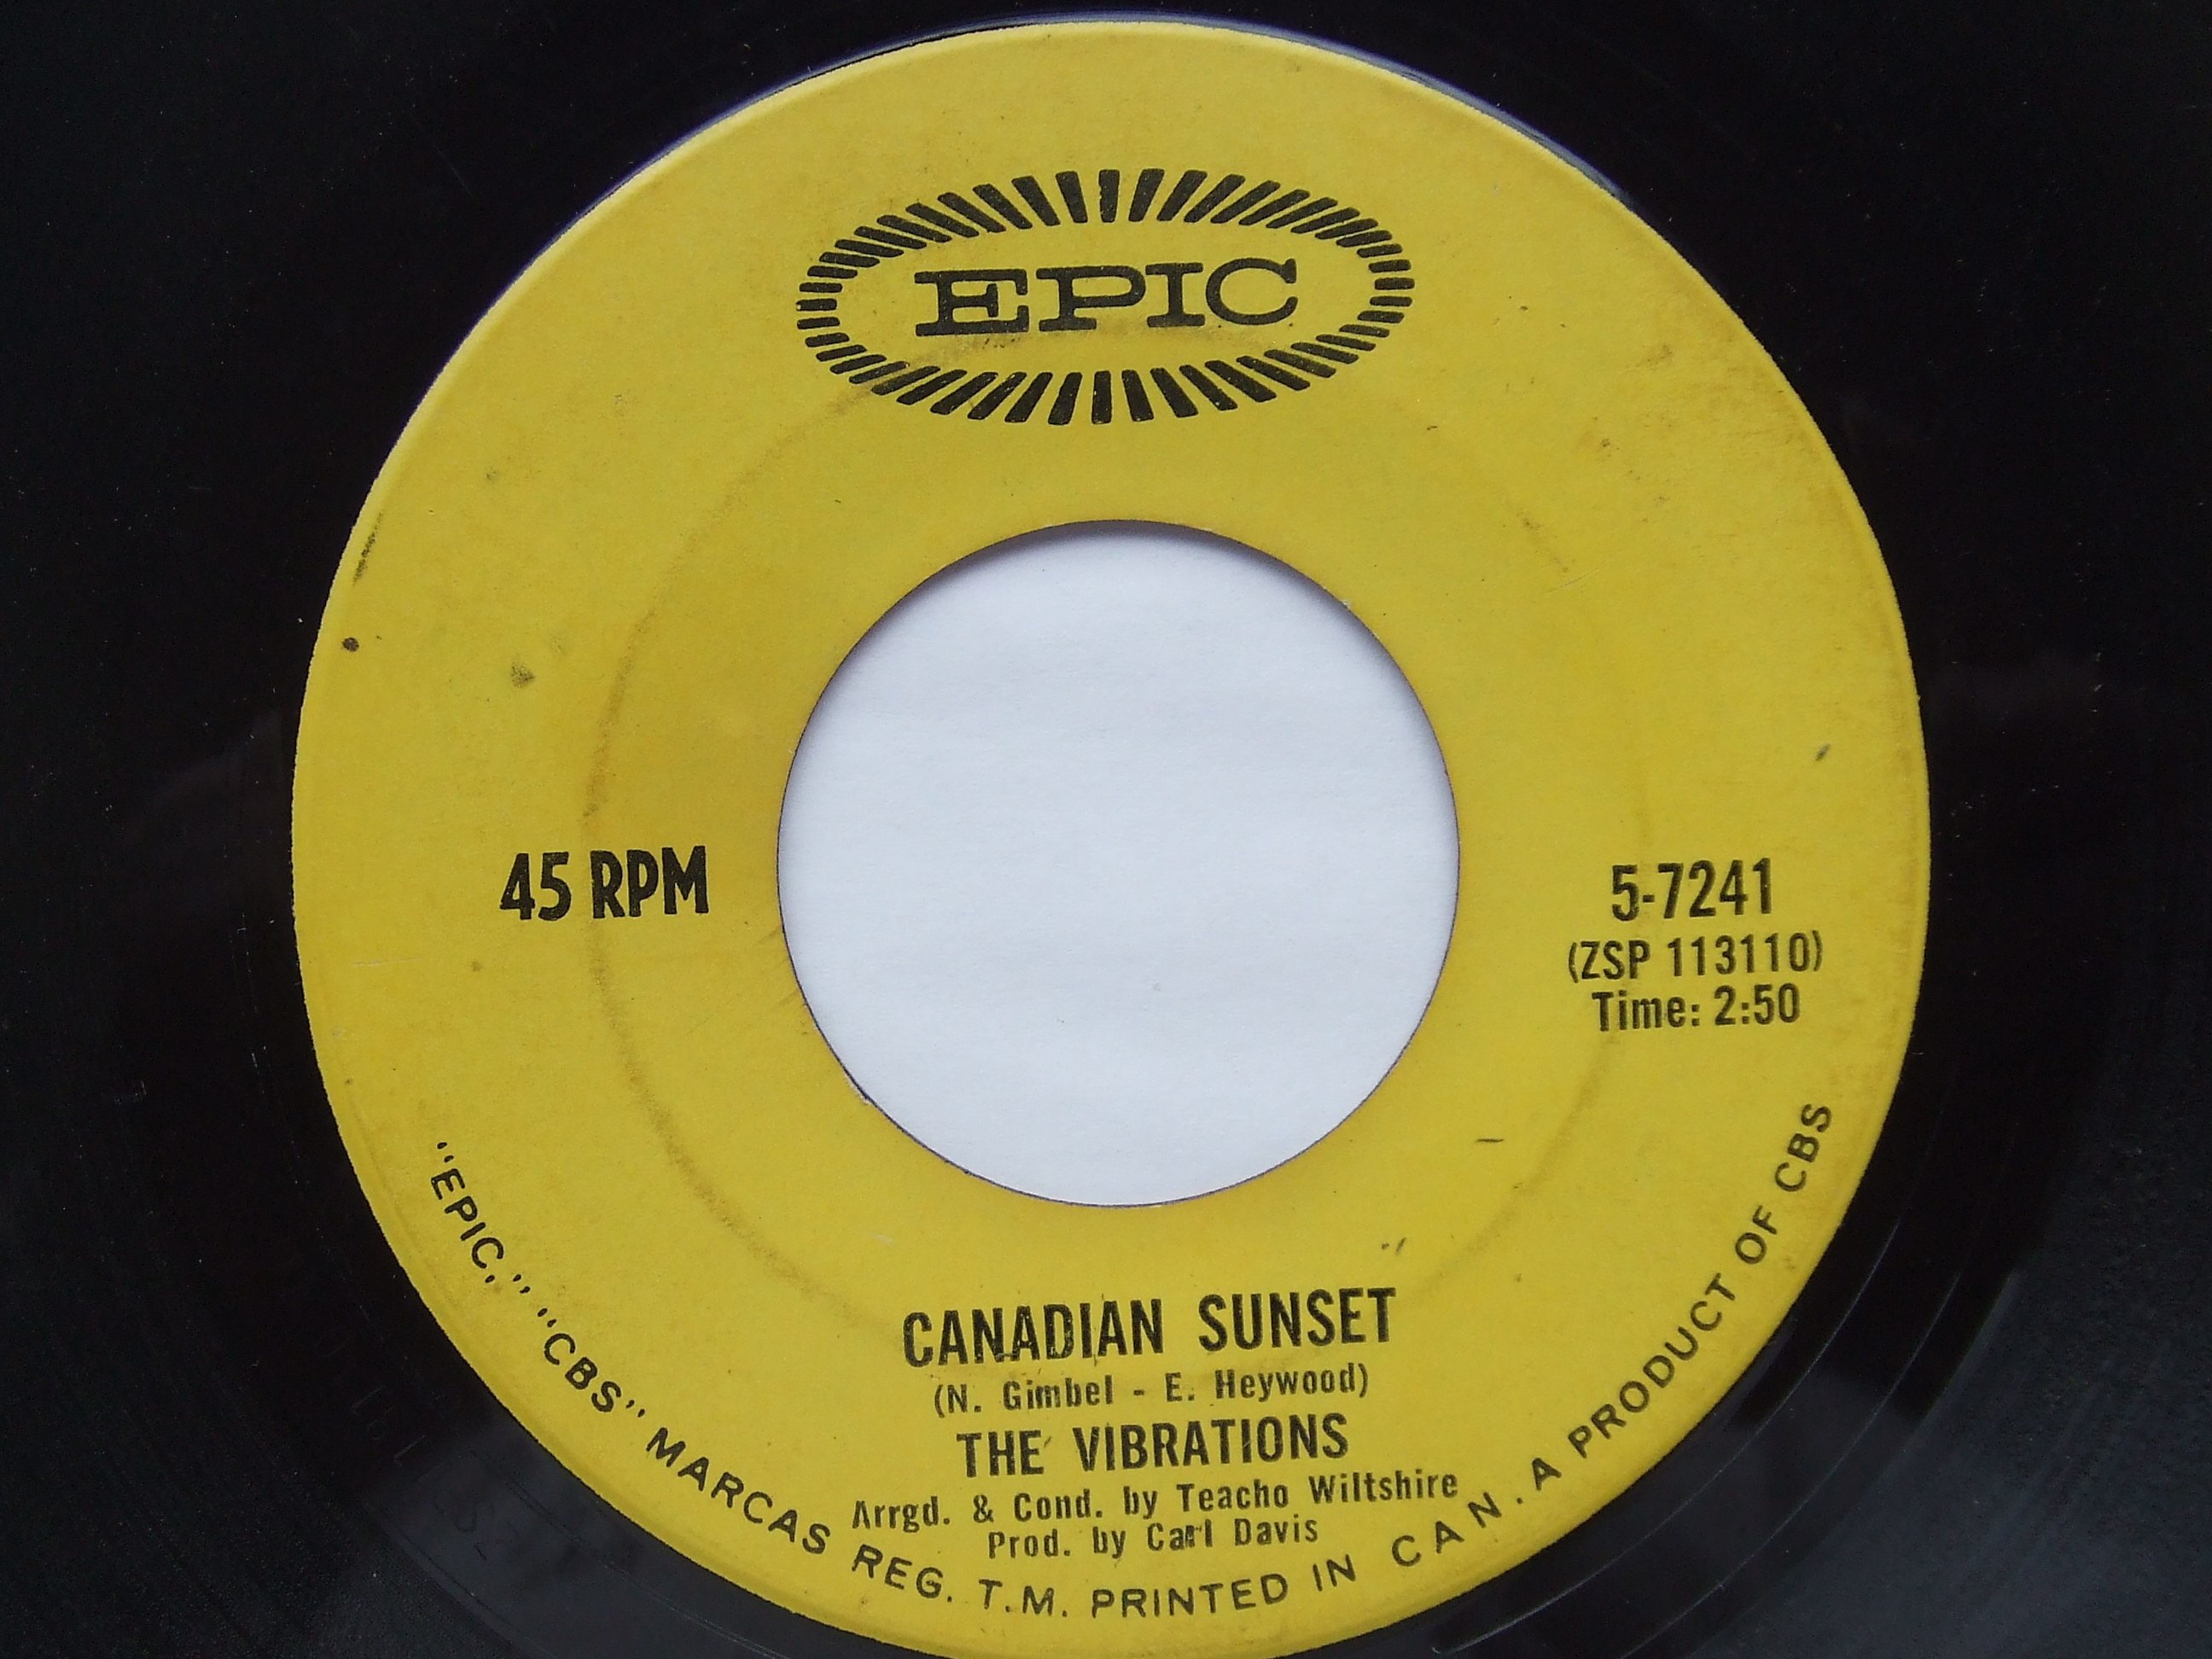 EPIC
45 RPM
5-7241
(ZSP 113110)
Time: 2:50
CANADIAN SUNSET
(N. Gimbel - E. Heywood)
THE VIBRATIONS
Arrgd. & Cond. by Teacho Wiltshire
Prod. by Carl Davis
"EPIC," "CBS" MARCAS REG. T.M. PRINTED IN CAN. A PRODUCT OF CBS